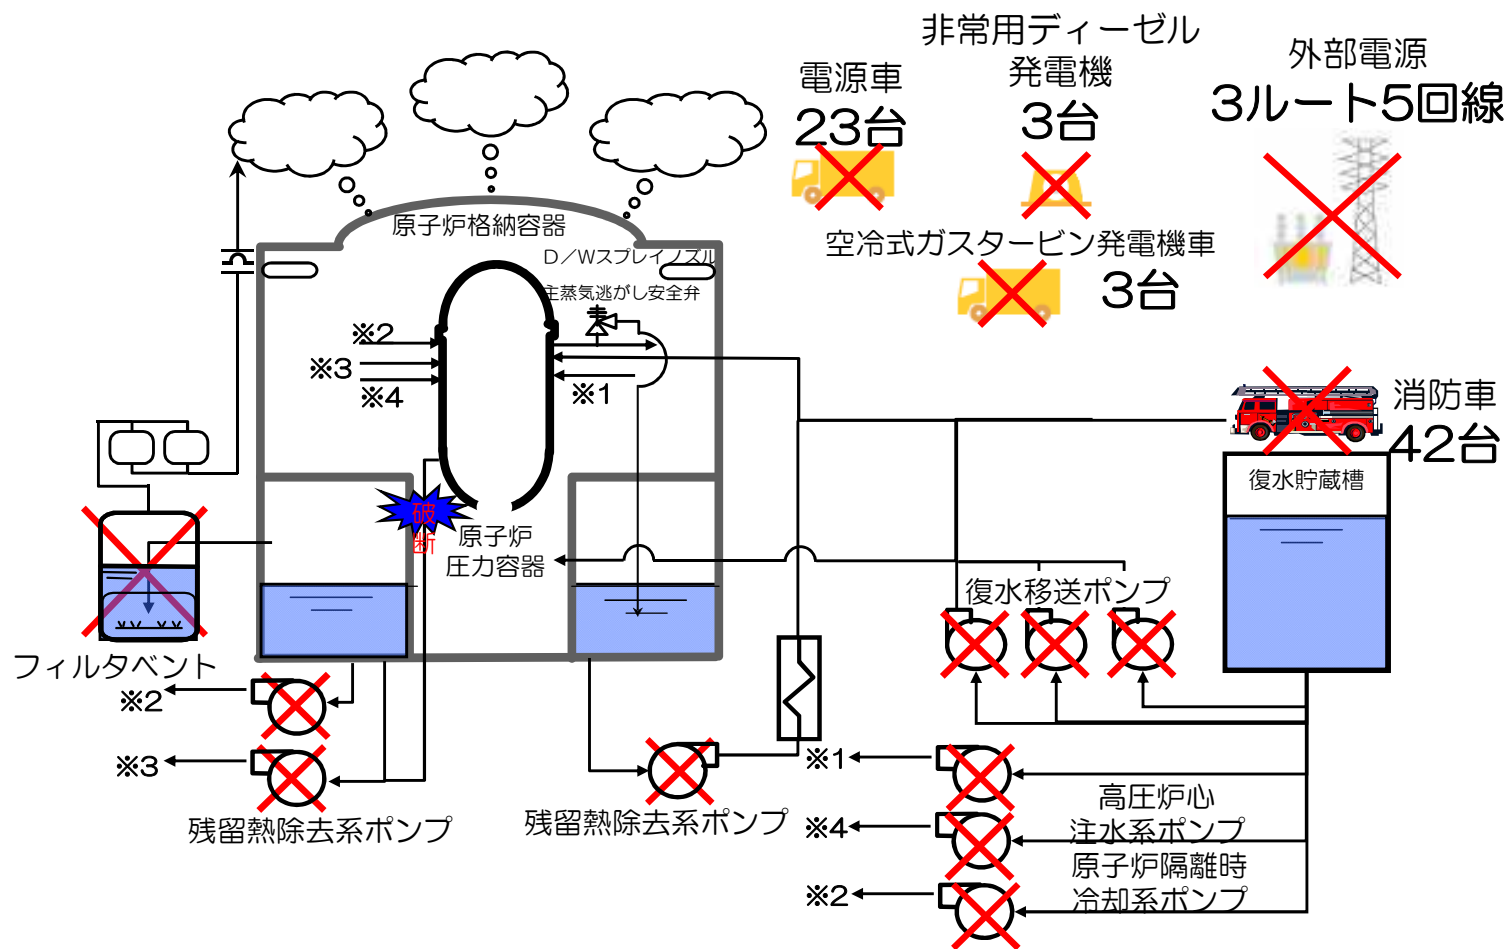 非常用ディーゼル
発電機
3台
電源車
23台
外部電源
3ルート5回線
空冷式ガスタービン発電機車
3台
原子炉格納容器
D/Wスプレイノズル
主蒸気逃がし安全弁
※2
※3
※4
※1
消防車
42台
復水貯蔵槽
破
断
原子炉
圧力容器
復水移送ポンプ
フィルタベント
※2
※3
残留熱除去系ポンプ
残留熱除去系ポンプ
※1
高圧炉心
注水系ポンプ
※4
原子炉隔離時
冷却系ポンプ
※2